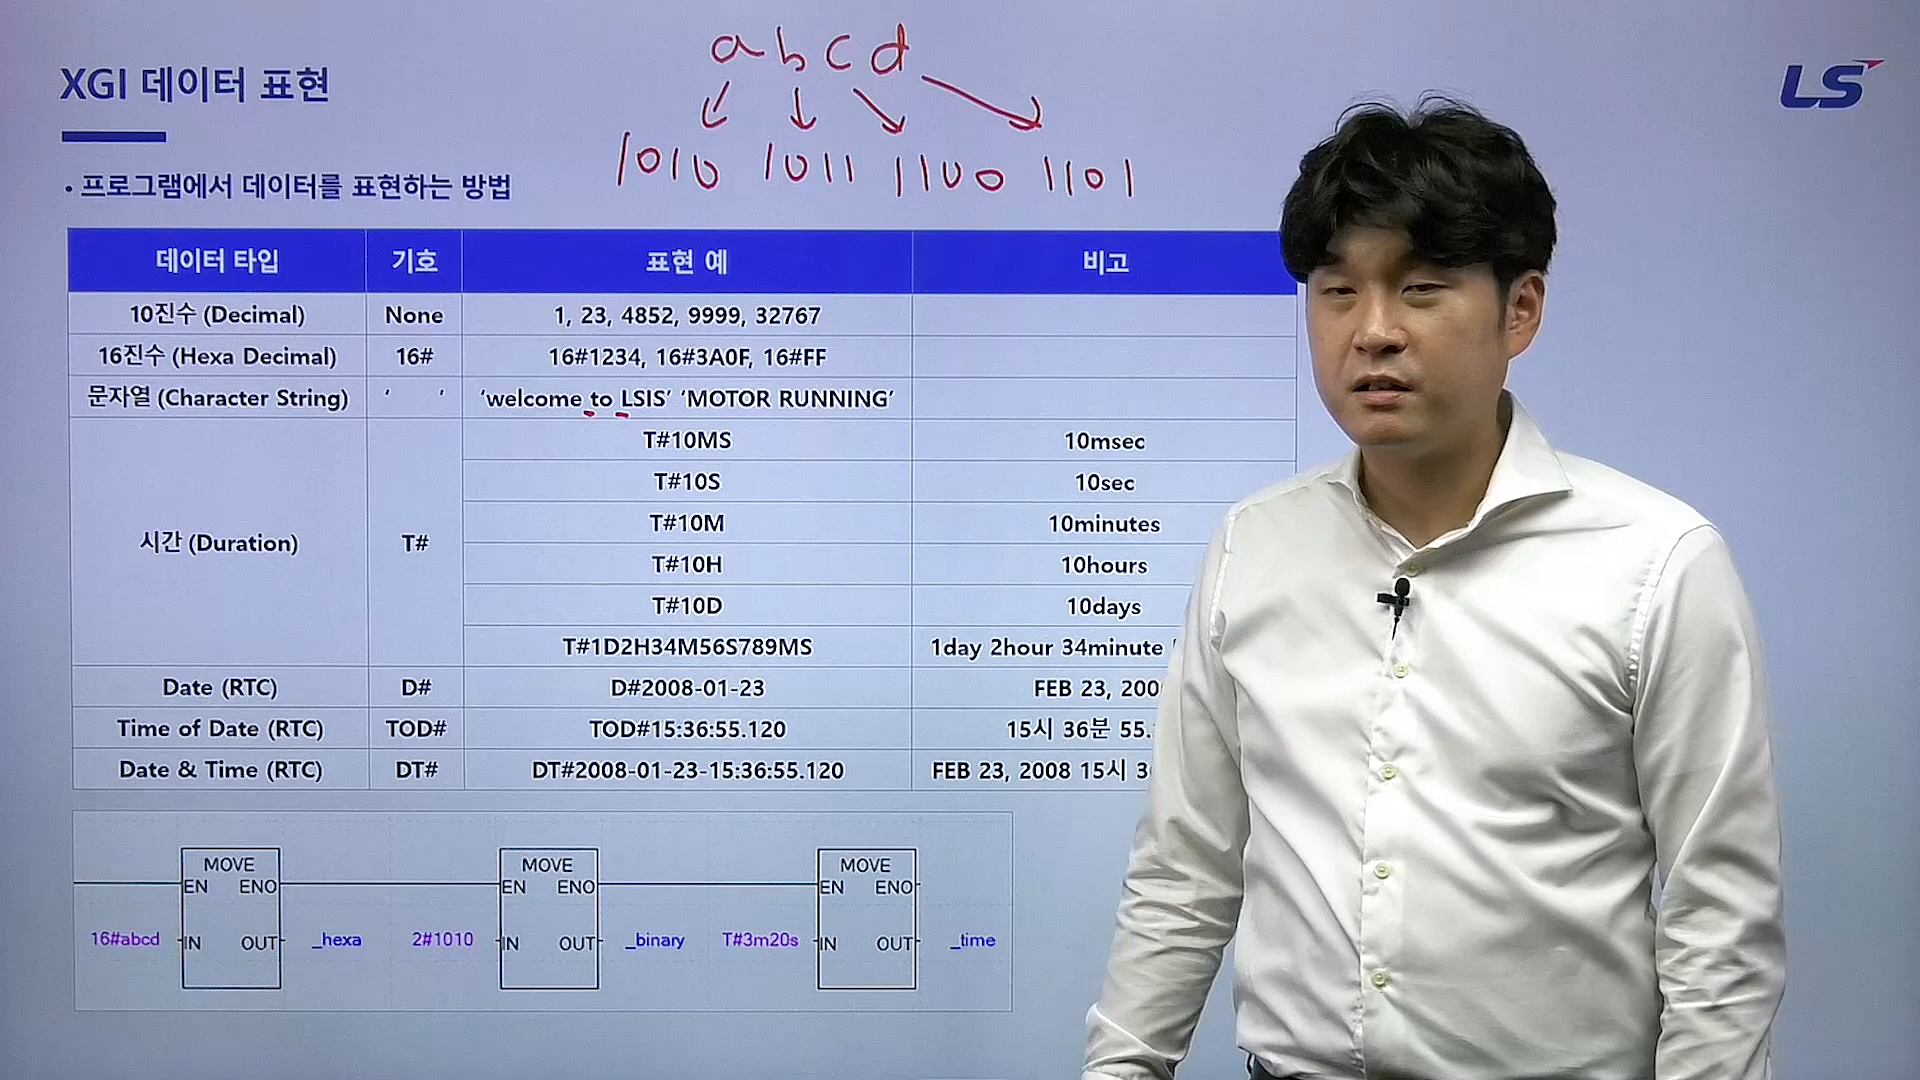 a b c d
1010 1011 1100 1101
XGI 데이터 표현
LS
• 프로그램에서 데이터를 표현하는 방법
데이터 타입 기호 표현 예 비고
10진수 (Decimal) None 1, 23, 4852, 9999, 32767
16진수 (Hexa Decimal) 16# 16#1234, 16#3A0F, 16#FF
문자열 (Character String) ‘ ’ ‘welcome to LSIS’ ‘MOTOR RUNNING’
시간 (Duration) T#
T#10MS 10msec
T#10S 10sec
T#10M 10minutes
T#10H 10hours
T#10D 10days
T#1D2H34M56S789MS 1day 2hour 34minute
Date (RTC) D# D#2008-01-23 FEB 23, 200
Time of Date (RTC) TOD# TOD#15:36:55.120 15시 36분 55.
Date & Time (RTC) DT# DT#2008-01-23-15:36:55.120 FEB 23, 2008 15시 3
MOVE MOVE MOVE
EN ENO EN ENO EN ENO
16#abcd IN OUT _hexa 2#1010 IN OUT _binary T#3m20s IN OUT _time